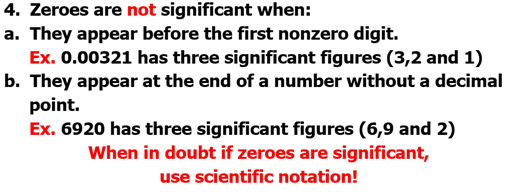 4. Zeroes are not significant when:
a. They appear before the first nonzero digit.
Ex. 0.00321 has three significant figures (3,2 and 1)
b. They appear at the end of a number without a decimal
point.
Ex. 6920 has three significant figures (6,9 and 2)
When in doubt if zeroes are significant,
use scientific notation!